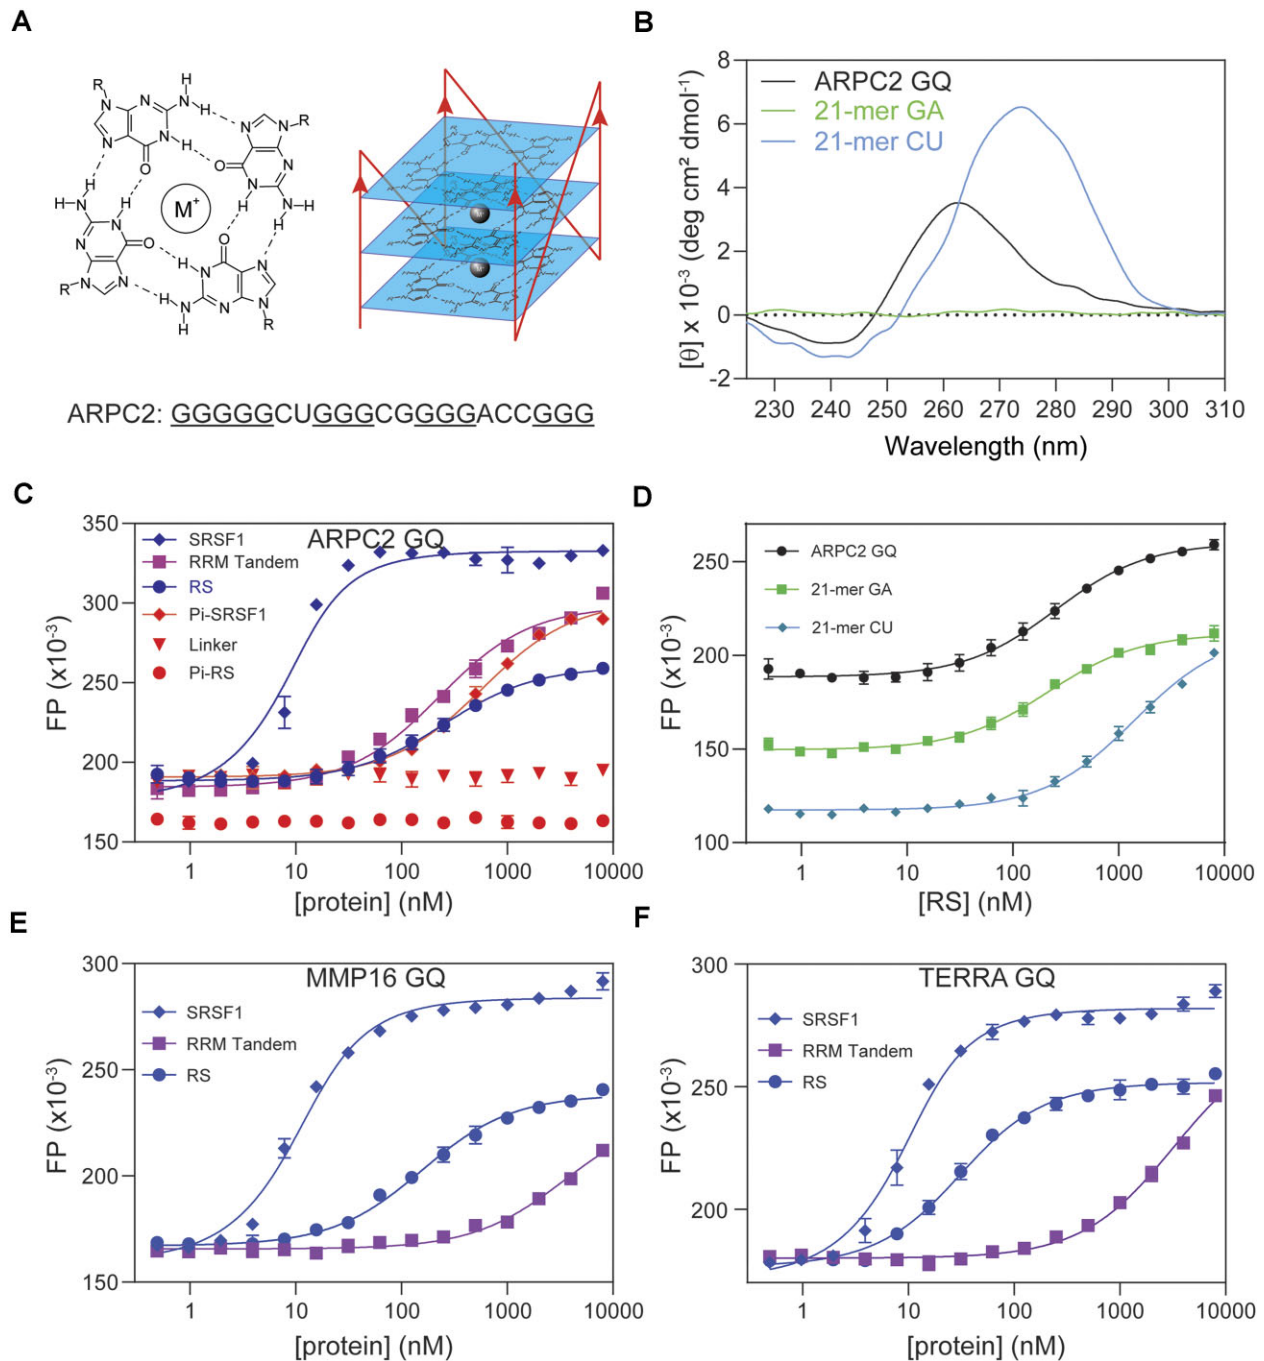 A
B
R
H
N
N
N
H
N
N
H
O
N
R
O
N
N
H
N
H
M⁺
H
H
N
H
N
N
O
N
N
R
O
H
N
N
H
N
N
N
H
R
ARPC2: GGGGGCUGGGCGGGGACCGGG
8
6
4
2
0
-2
[θ] x 10⁻³ (deg cm² dmol⁻¹)
ARPC2 GQ
21-mer GA
21-mer CU
230 240 250 260 270 280 290 300 310
Wavelength (nm)
C
ARPC2 GQ
350
300
250
200
150
FP (x10⁻³)
SRSF1
RRM Tandem
RS
Pi-SRSF1
Linker
Pi-RS
1 10 100 1000 10000
[protein] (nM)
D
250
200
150
100
FP (x10⁻³)
ARPC2 GQ
21-mer GA
21-mer CU
1 10 100 1000 10000
[RS] (nM)
E
MMP16 GQ
300
250
200
150
FP (x10⁻³)
SRSF1
RRM Tandem
RS
1 10 100 1000 10000
[protein] (nM)
F
TERRA GQ
300
250
200
FP (x10⁻³)
SRSF1
RRM Tandem
RS
1 10 100 1000 10000
[protein] (nM)